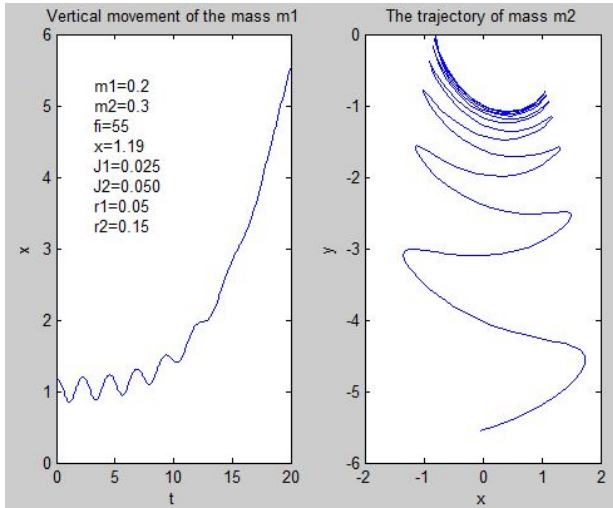 Vertical movement of the mass m1
6
5
4
3
2
1
0
x
m1=0.2
m2=0.3
fi=55
x=1.19
J1=0.025
J2=0.050
r1=0.05
r2=0.15
0 5 10 15 20
t
The trajectory of mass m2
0
-1
-2
-3
-4
-5
-6
y
-2 -1 0 1 2
x